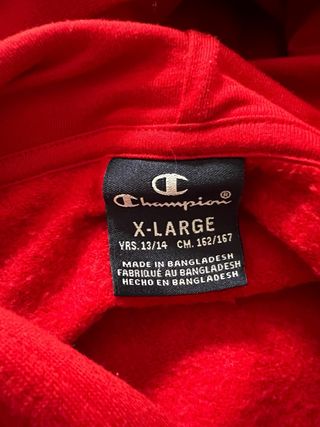 Champion®
X-LARGE
YRS. 13/14 CM. 162/167
MADE IN BANGLADESH
FABRIQUÉ AU BANGLADESH
HECHO EN BANGLADESH